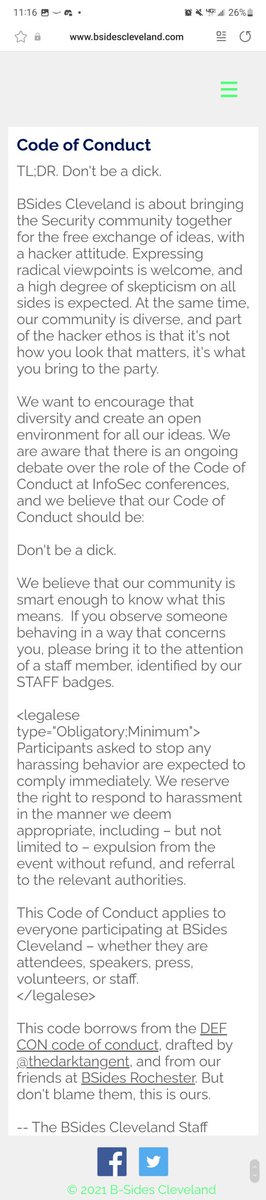 11:16
26%
www.bsidescleveland.com
Code of Conduct
TL;DR. Don't be a dick.
BSides Cleveland is about bringing
the Security community together
for the free exchange of ideas, with
a hacker attitude. Expressing
radical viewpoints is welcome, and
a high degree of skepticism on all
sides is expected. At the same time,
our community is diverse, and part
of the hacker ethos is that it's not
how you look that matters, it's what
you bring to the party.
We want to encourage that
diversity and create an open
environment for all our ideas. We
are aware that there is an ongoing
debate over the role of the Code of
Conduct at InfoSec conferences,
and we believe that our Code of
Conduct should be:
Don't be a dick.
We believe that our community is
smart enough to know what this
means.  If you observe someone
behaving in a way that concerns
you, please bring it to the attention
of a staff member, identified by our
STAFF badges.
<legalese
type="Obligatory;Minimum">
Participants asked to stop any
harassing behavior are expected to
comply immediately. We reserve
the right to respond to harassment
in the manner we deem
appropriate, including – but not
limited to – expulsion from the
event without refund, and referral
to the relevant authorities.
This Code of Conduct applies to
everyone participating at BSides
Cleveland – whether they are
attendees, speakers, press,
volunteers, or staff.
</legalese>
This code borrows from the DEF
CON code of conduct, drafted by
@thedarktangent, and from our
friends at BSides Rochester. But
don't blame them, this is ours.
-- The BSides Cleveland Staff
© 2021 B-Sides Cleveland